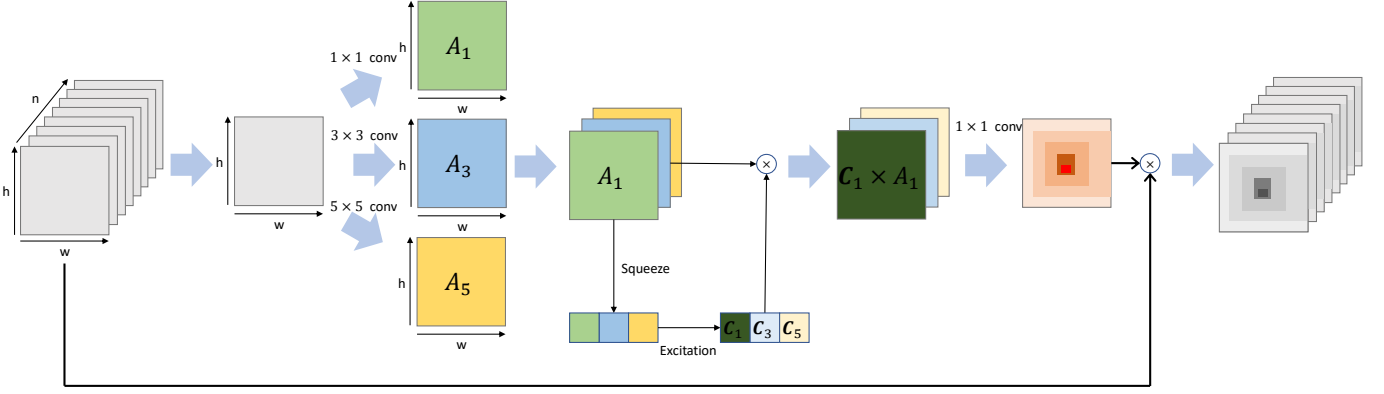 n
h
w
h
w
1 × 1 conv
3 × 3 conv
5 × 5 conv
h
A₁
w
h
A₃
w
h
A₅
w
A₁
×
Squeeze
Excitation
C₁ C₃ C₅
C₁ × A₁
1 × 1 conv
×